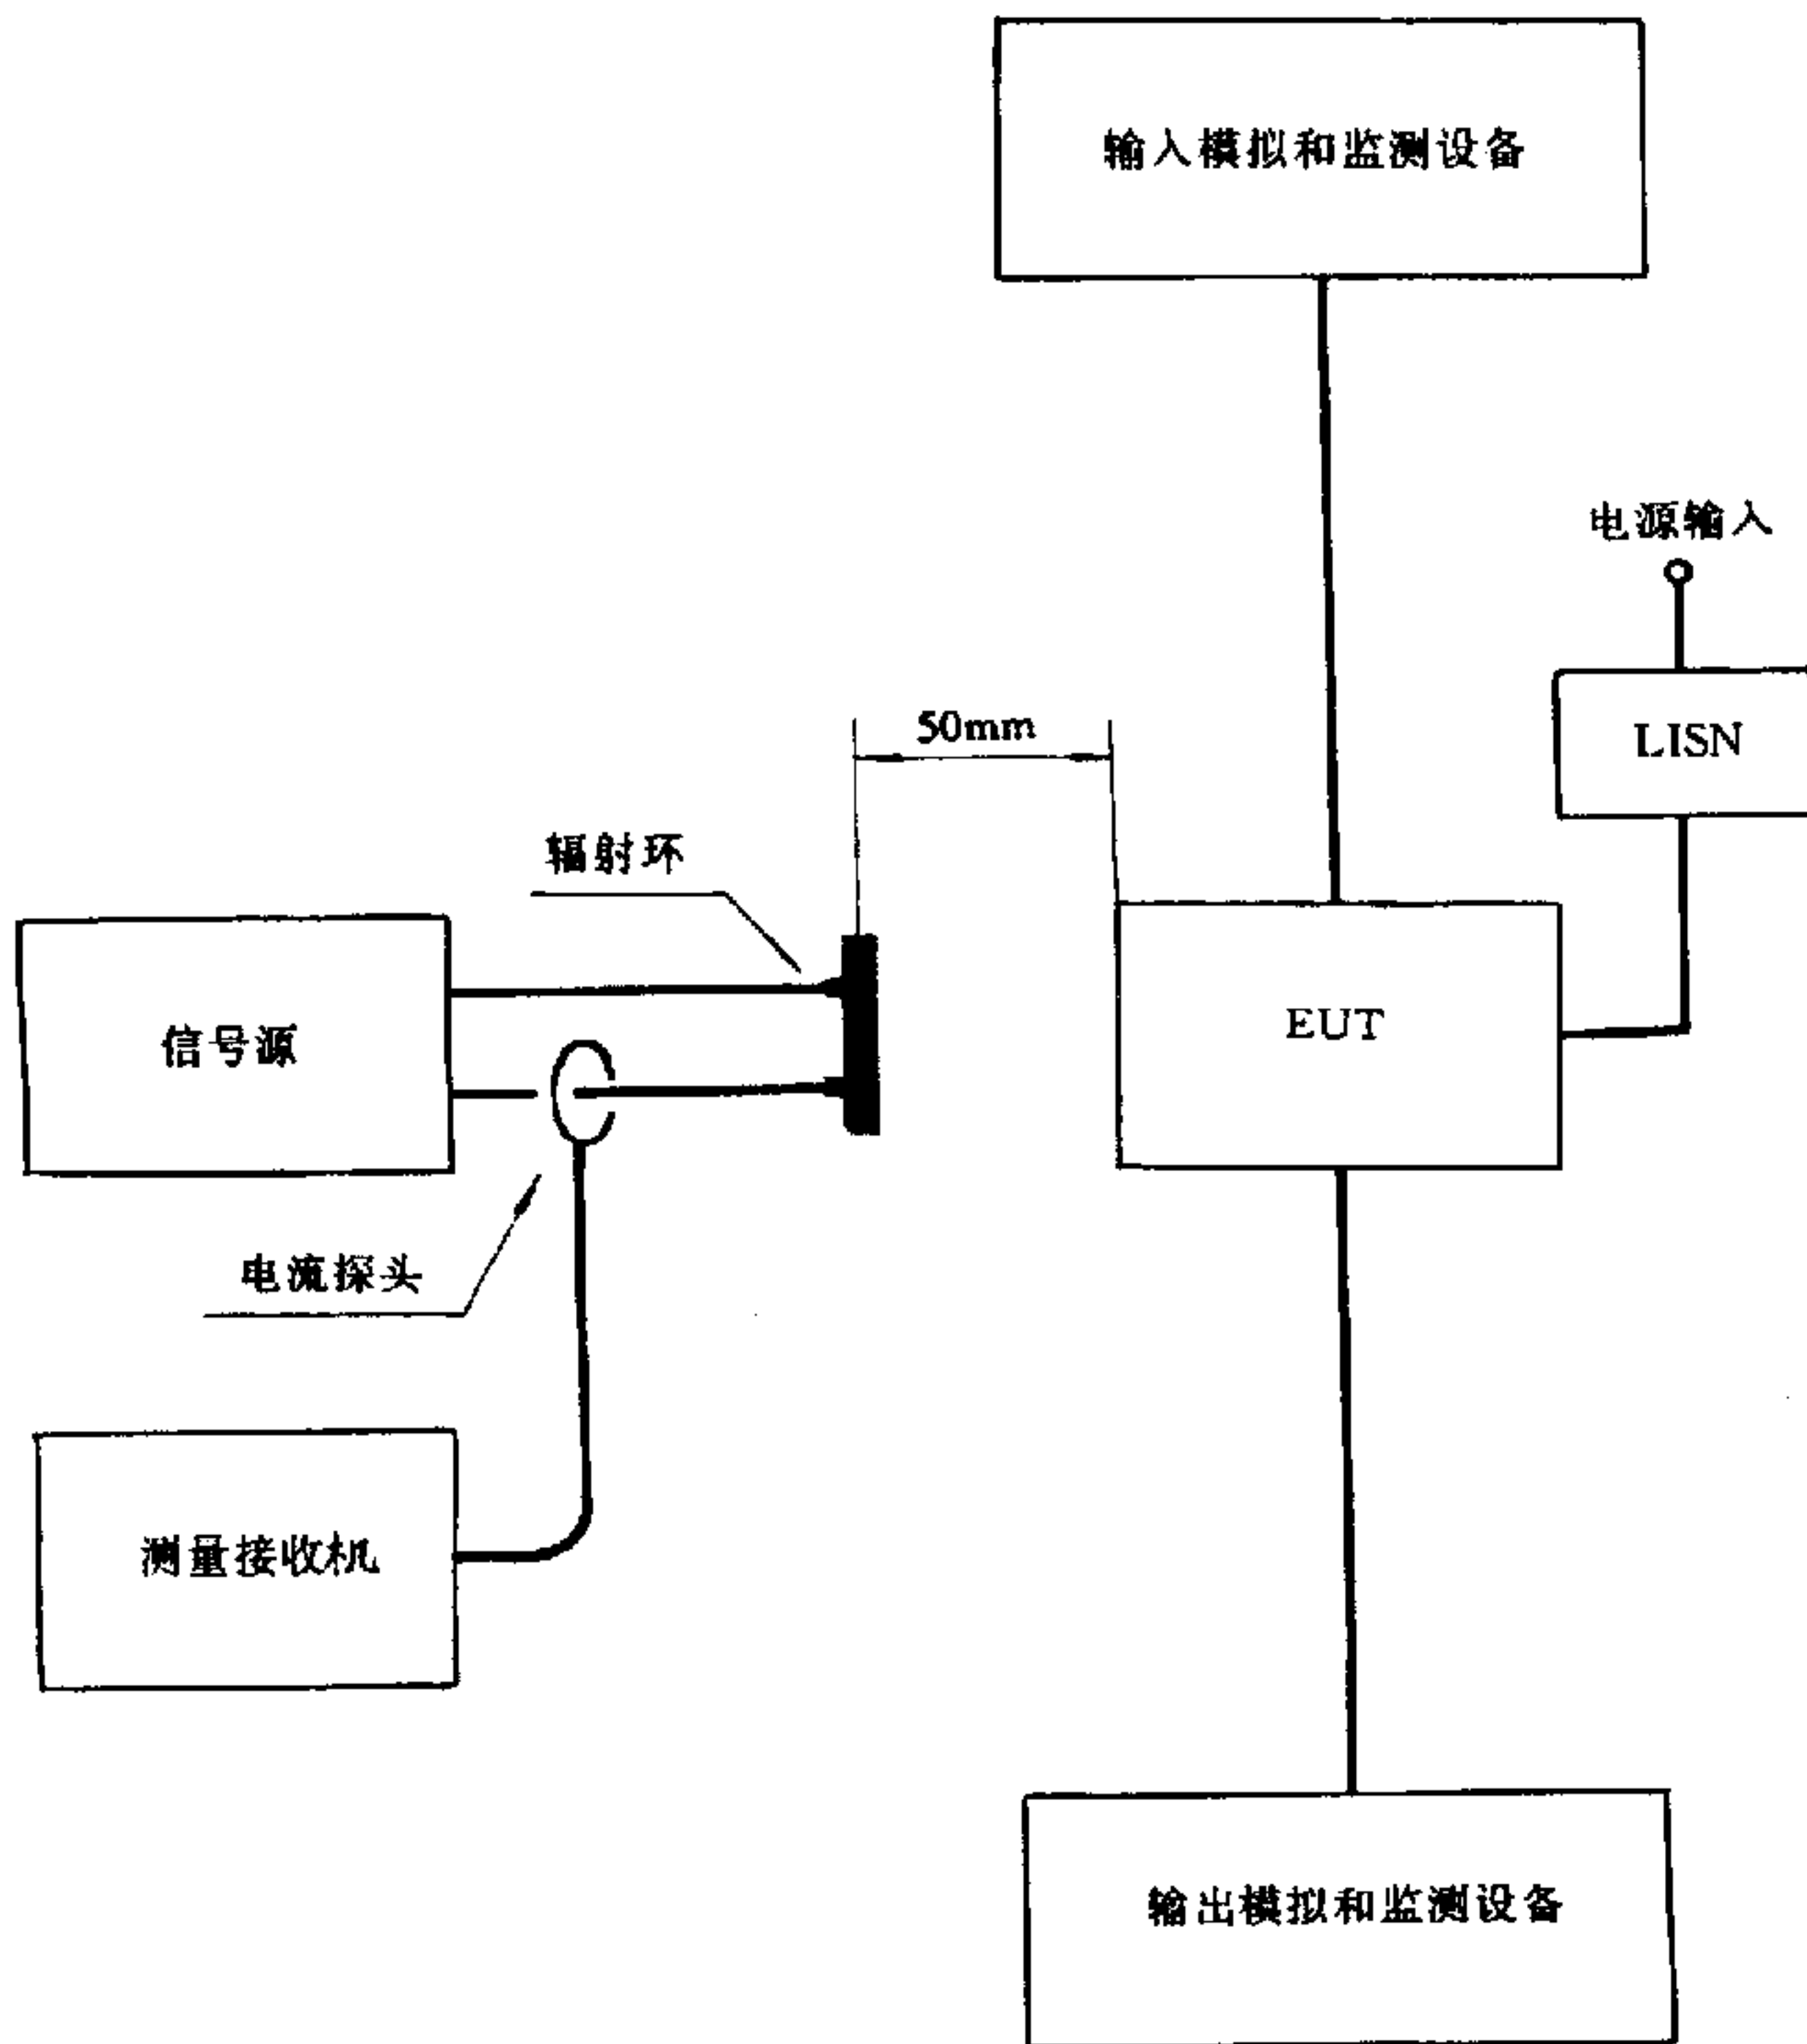 输入模拟和监测设备
电源输入
LISN
50mm
辐射环
信号源
EUT
电流探头
测量接收机
输出模拟和监测设备